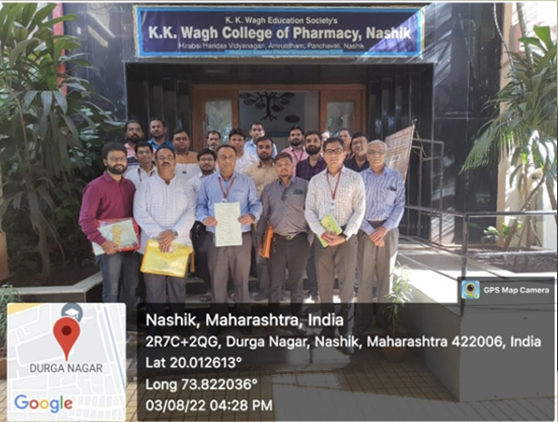 K. K. Wagh Education Society's
K.K. Wagh College of Pharmacy, Nashik
Hirabai Haridas Vidyanagari, Amrutdham, Panchavati, Nashik
GPS Map Camera
Nashik, Maharashtra, India
2R7C+2QG, Durga Nagar, Nashik, Maharashtra 422006, India
Lat 20.012613°
Long 73.822036°
03/08/22 04:28 PM
DURGA NAGAR
Google